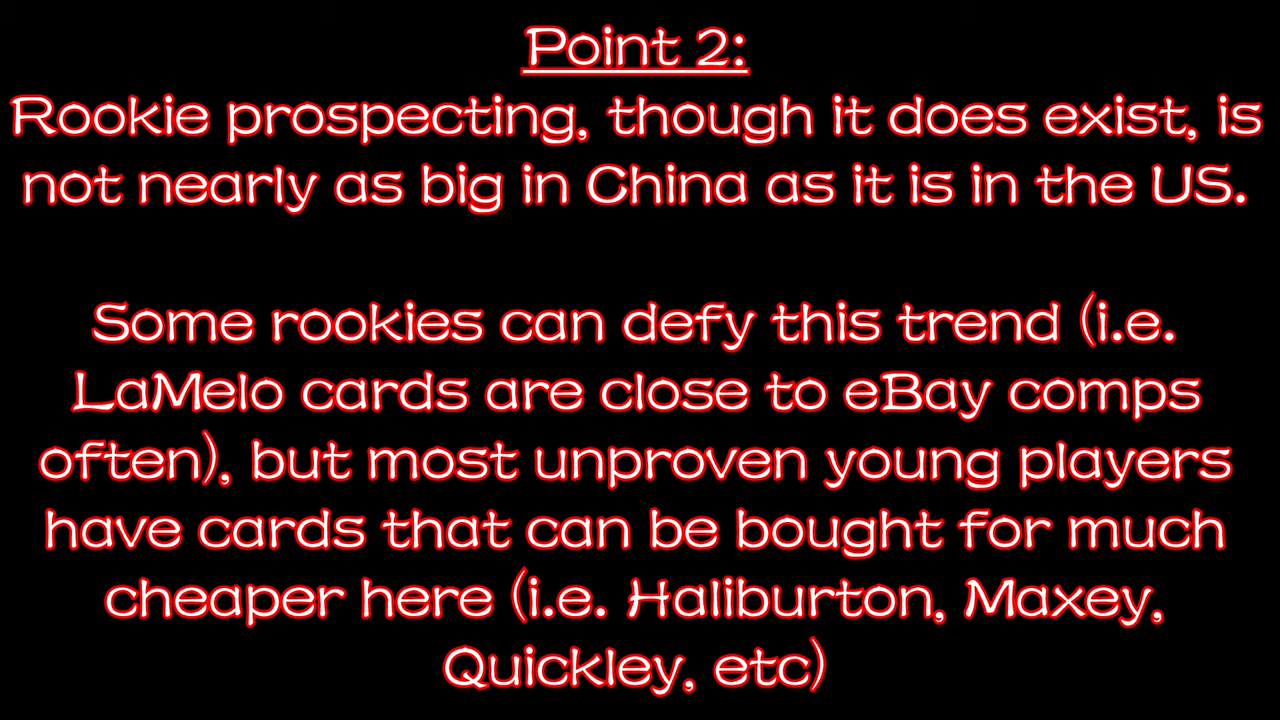 Point 2:
Rookie prospecting, though it does exist, is
not nearly as big in China as it is in the US.
Some rookies can defy this trend (i.e.
LaMelo cards are close to eBay comps
often), but most unproven young players
have cards that can be bought for much
cheaper here (i.e. Haliburton, Maxey,
Quickley, etc)